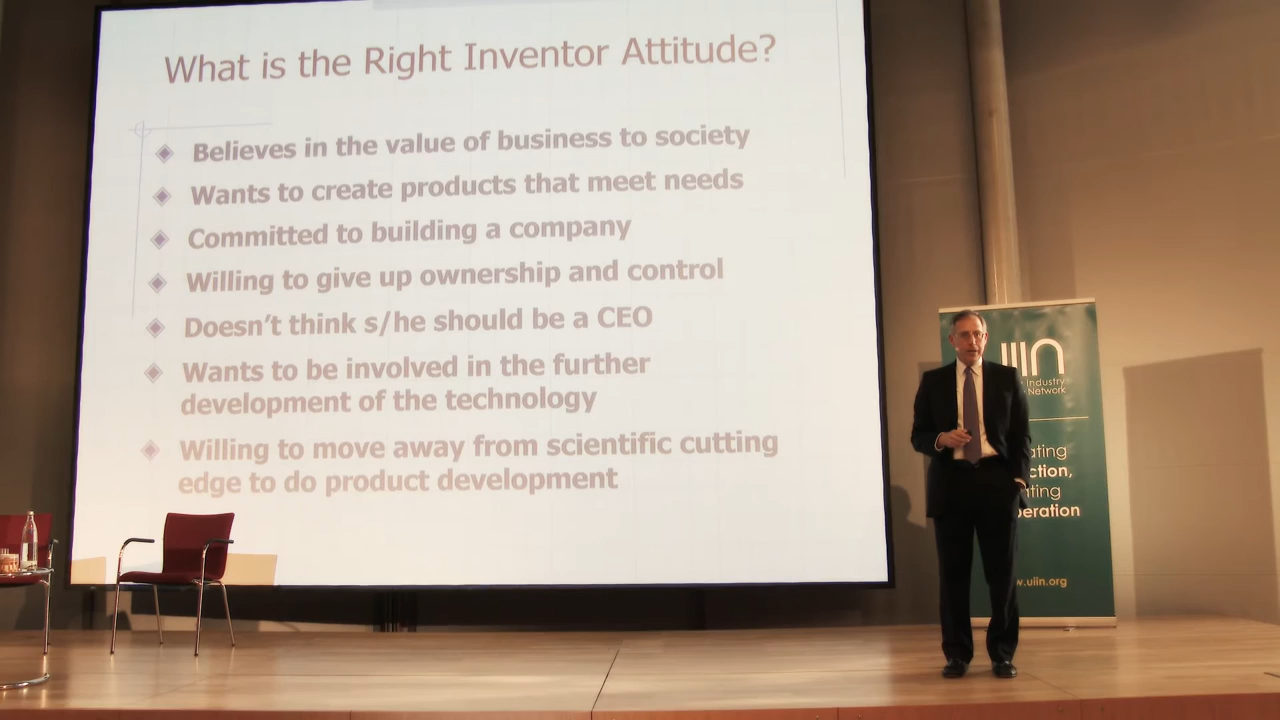 What is the Right Inventor Attitude?
Believes in the value of business to society
Wants to create products that meet needs
Committed to building a company
Willing to give up ownership and control
Doesn't think s/he should be a CEO
Wants to be involved in the further
development of the technology
Willing to move away from scientific cutting
edge to do product development
Industry
Network
ating
ction,
ating
peration
w.uiin.org